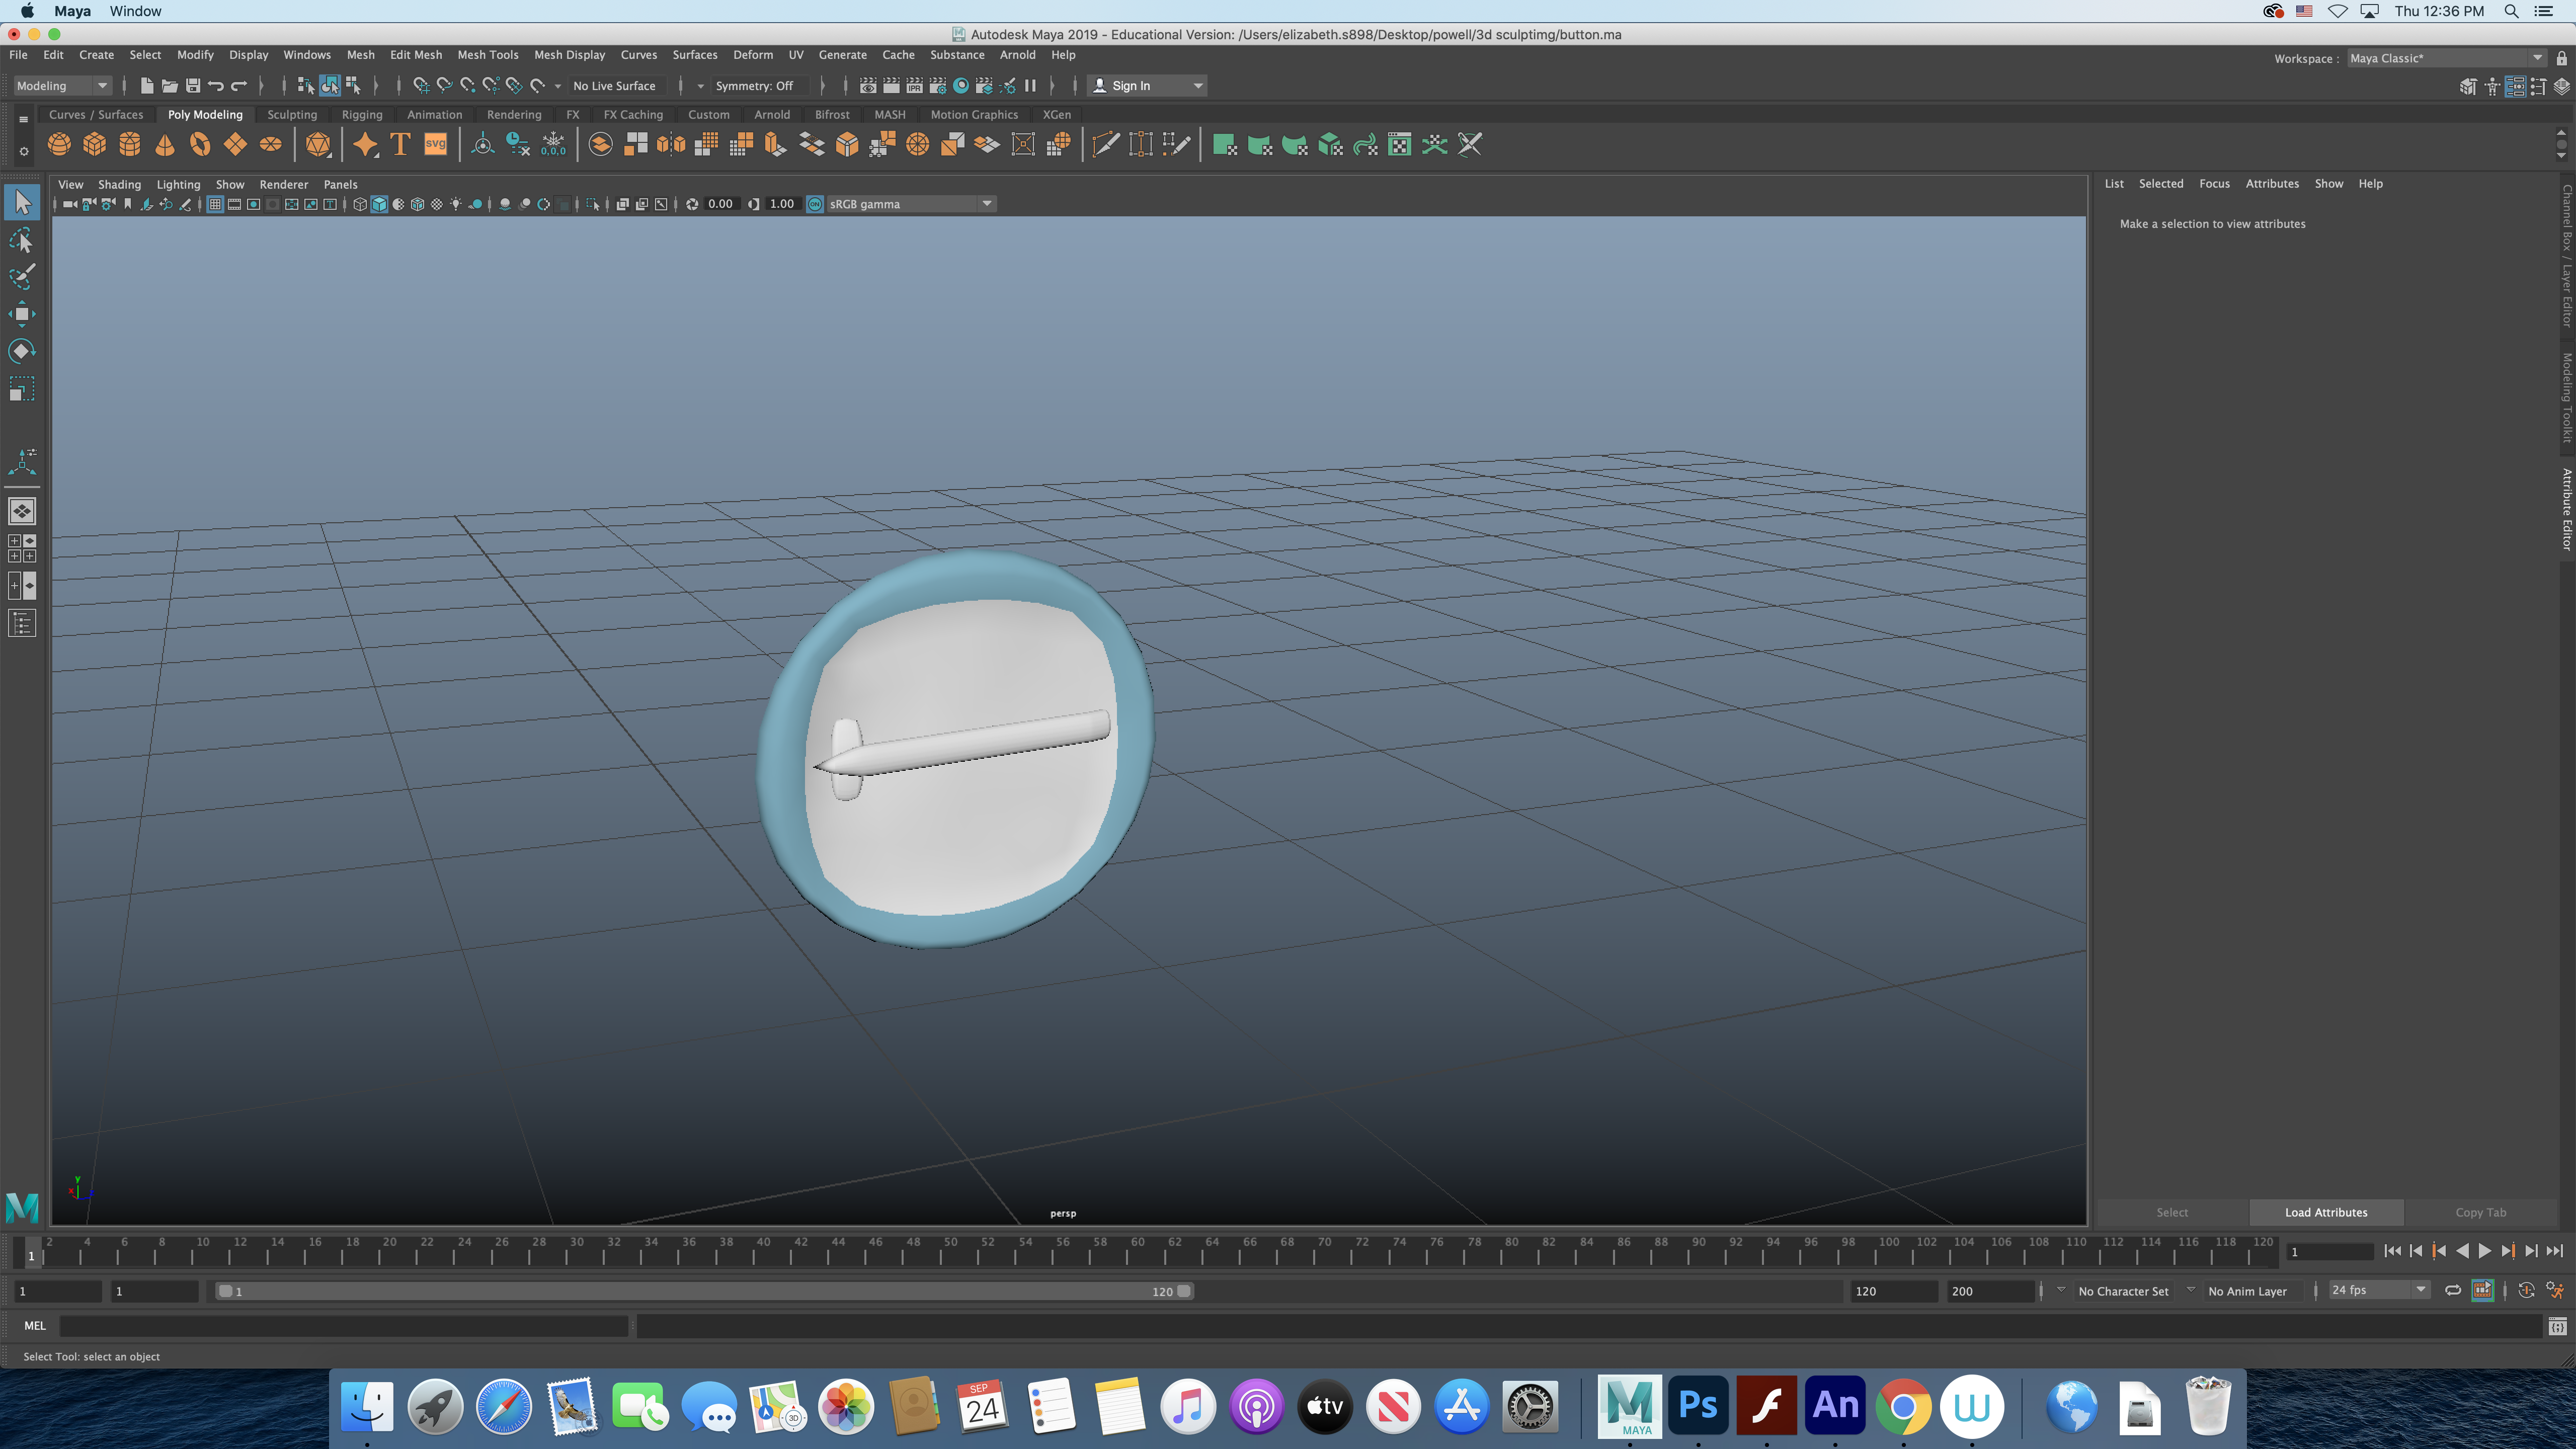 Maya Window Thu 12:36 PM
Autodesk Maya 2019 - Educational Version: /Users/elizabeth.s898/Desktop/powell/3d sculptimg/button.ma
File Edit Create Select Modify Display Windows Mesh Edit Mesh Mesh Tools Mesh Display Curves Surfaces Deform UV Generate Cache Substance Arnold Help Workspace : Maya Classic*
Modeling No Live Surface Symmetry: Off IPR Sign In
Curves / Surfaces Poly Modeling Sculpting Rigging Animation Rendering FX FX Caching Custom Arnold Bifrost MASH Motion Graphics XGen
T svg 0,0,0
View Shading Lighting Show Renderer Panels
0.00 1.00 ON sRGB gamma
List Selected Focus Attributes Show Help
Make a selection to view attributes
Channel Box / Layer Editor
Modeling Toolkit
Attribute Editor
y
x
persp
Select Load Attributes Copy Tab
2 4 6 8 10 12 14 16 18 20 22 24 26 28 30 32 34 36 38 40 42 44 46 48 50 52 54 56 58 60 62 64 66 68 70 72 74 76 78 80 82 84 86 88 90 92 94 96 98 100 102 104 106 108 110 112 114 116 118 120
1 1
1 1 1 120 120 200 No Character Set No Anim Layer 24 fps
MEL
Select Tool: select an object
SEP
24
3D
tv
Ps
An
MAYA